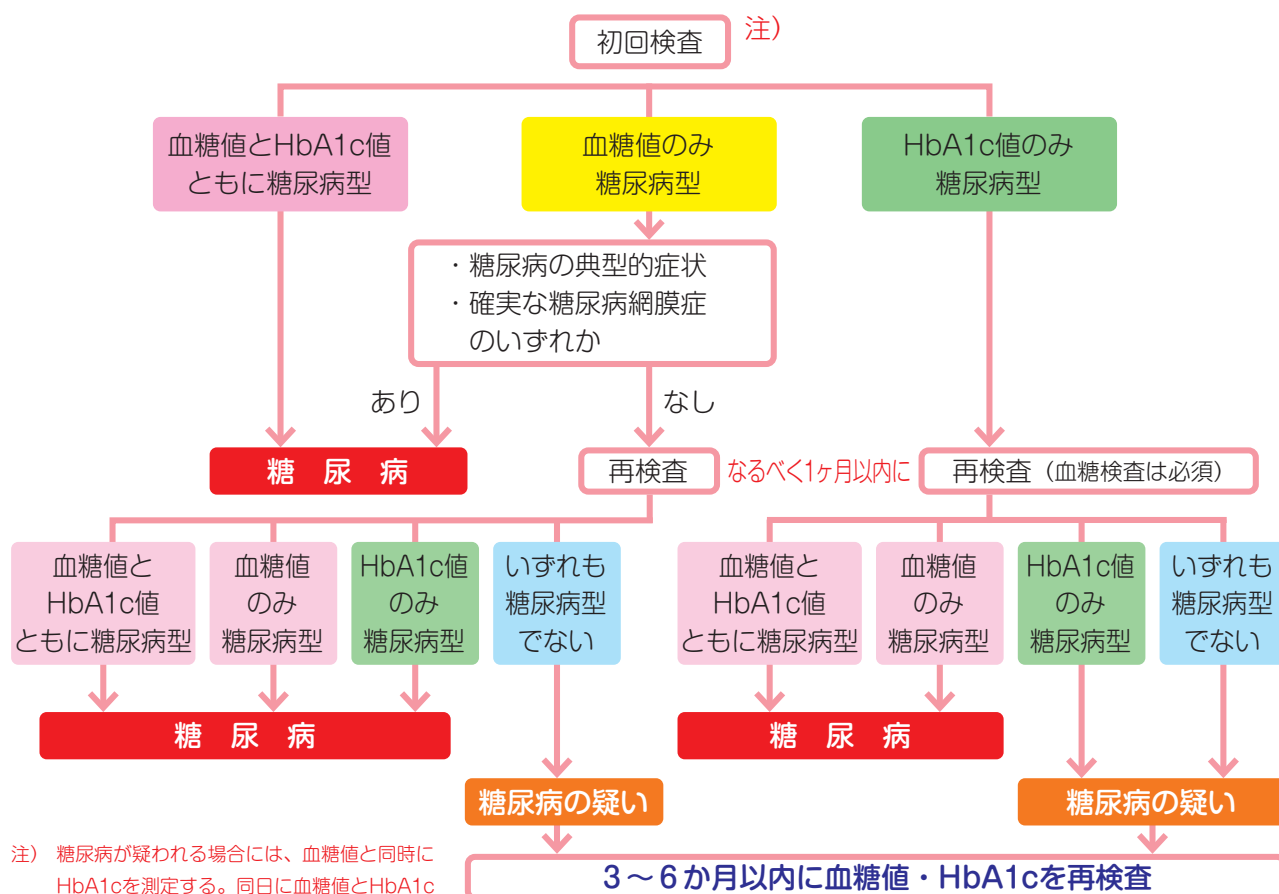 初回検査
注）
血糖値とHbA1c値
ともに糖尿病型
血糖値のみ
糖尿病型
HbA1c値のみ
糖尿病型
・糖尿病の典型的症状
・確実な糖尿病網膜症
のいずれか
あり
なし
糖 尿 病
再検査
なるべく1ヶ月以内に
再検査（血糖検査は必須）
血糖値と
HbA1c値
ともに糖尿病型
血糖値
のみ
糖尿病型
HbA1c値
のみ
糖尿病型
いずれも
糖尿病型
でない
血糖値と
HbA1c値
ともに糖尿病型
血糖値
のみ
糖尿病型
HbA1c値
のみ
糖尿病型
いずれも
糖尿病型
でない
糖 尿 病
糖 尿 病
糖尿病の疑い
糖尿病の疑い
注） 糖尿病が疑われる場合には、血糖値と同時に
HbA1cを測定する。同日に血糖値とHbA1c
３～６か月以内に血糖値・HbA1cを再検査